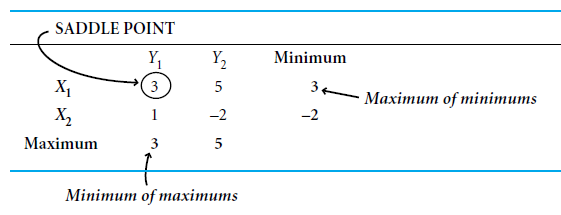 SADDLE POINT
Y1 Y2 Minimum
X1 3 5 3
Maximum of minimums
X2 1 –2 –2
Maximum 3 5
Minimum of maximums